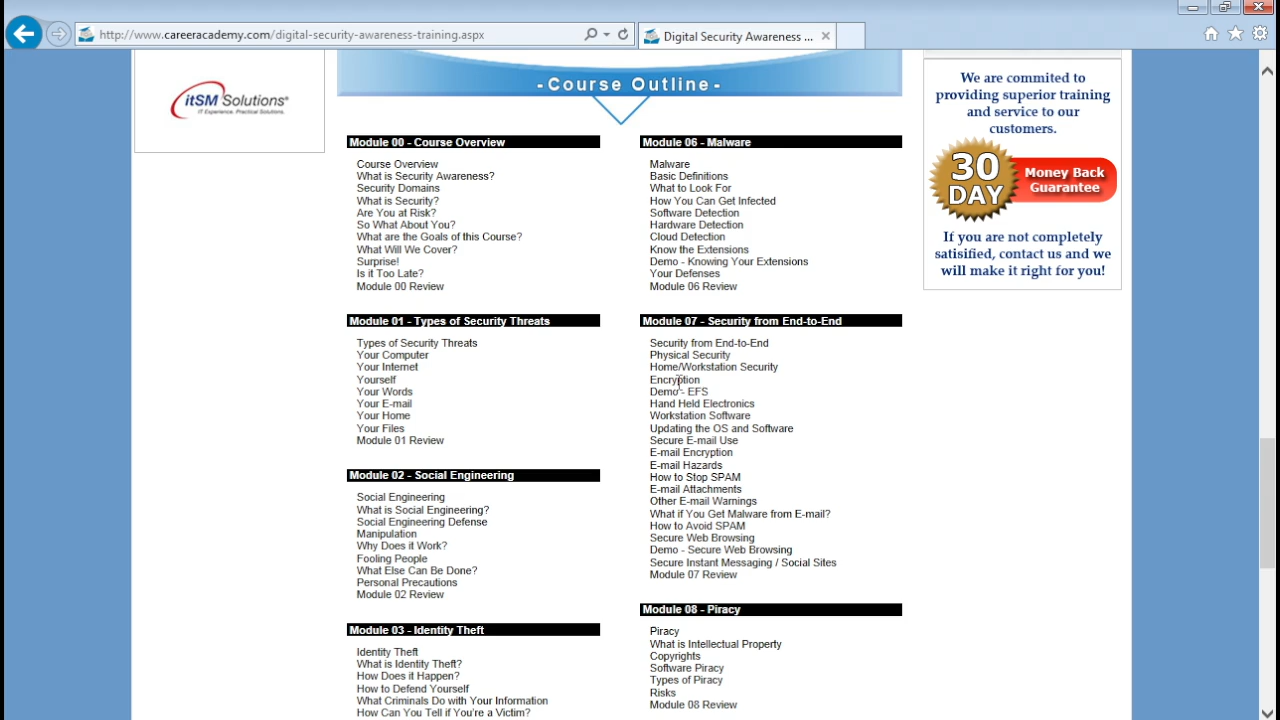 http://www.careeracademy.com/digital-security-awareness-training.aspx
Digital Security Awareness ...
itSM Solutions®
IT Experience. Practical Solutions.
-Course Outline-
Module 00 - Course Overview
Course Overview
What is Security Awareness?
Security Domains
What is Security?
Are You at Risk?
So What About You?
What are the Goals of this Course?
What Will We Cover?
Surprise!
Is it Too Late?
Module 00 Review
Module 01 - Types of Security Threats
Types of Security Threats
Your Computer
Your Internet
Yourself
Your Words
Your E-mail
Your Home
Your Files
Module 01 Review
Module 02 - Social Engineering
Social Engineering
What is Social Engineering?
Social Engineering Defense
Manipulation
Why Does it Work?
Fooling People
What Else Can Be Done?
Personal Precautions
Module 02 Review
Module 03 - Identity Theft
Identity Theft
What is Identity Theft?
How Does it Happen?
How to Defend Yourself
What Criminals Do with Your Information
How Can You Tell if You're a Victim?
Module 06 - Malware
Malware
Basic Definitions
What to Look For
How You Can Get Infected
Software Detection
Hardware Detection
Cloud Detection
Know the Extensions
Demo - Knowing Your Extensions
Your Defenses
Module 06 Review
Module 07 - Security from End-to-End
Security from End-to-End
Physical Security
Home/Workstation Security
Encryption
Demo - EFS
Hand Held Electronics
Workstation Software
Updating the OS and Software
Secure E-mail Use
E-mail Encryption
E-mail Hazards
How to Stop SPAM
E-mail Attachments
Other E-mail Warnings
What if You Get Malware from E-mail?
How to Avoid SPAM
Secure Web Browsing
Demo - Secure Web Browsing
Secure Instant Messaging / Social Sites
Module 07 Review
Module 08 - Piracy
Piracy
What is Intellectual Property
Copyrights
Software Piracy
Types of Piracy
Risks
Module 08 Review
We are commited to
providing superior training
and service to our
customers.
30
DAY
Money Back
Guarantee
If you are not completely
satisified, contact us and we
will make it right for you!